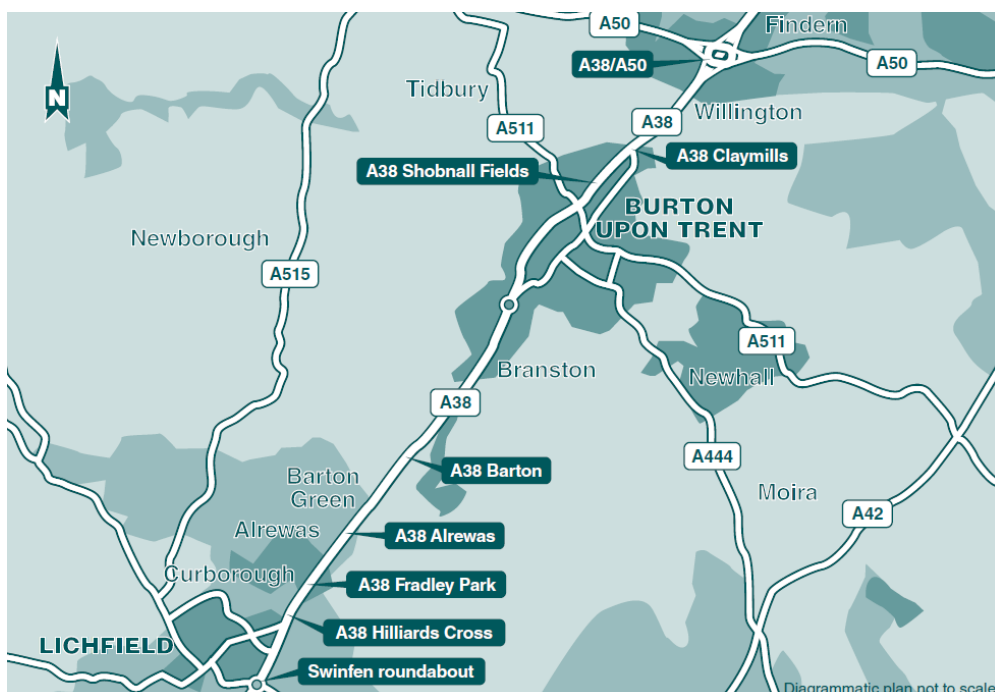 A50
Findern
A38/A50
A50
Tidbury
A511
A38
Willington
A38 Claymills
A38 Shobnall Fields
BURTON
UPON TRENT
Newborough
A515
A511
Branston
Newhall
A38
A444
A38 Barton
Barton
Green
Moira
A42
Alrewas
A38 Alrewas
Curborough
A38 Fradley Park
A38 Hilliards Cross
LICHFIELD
Swinfen roundabout
Diagrammatic plan not to scale
N